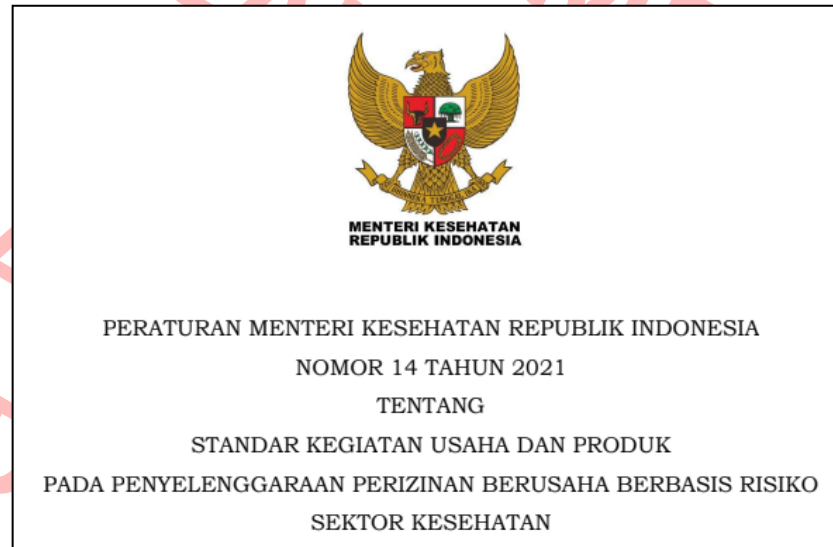 BHINNEKA TUNGGAL IKA
MENTERI KESEHATAN
REPUBLIK INDONESIA
PERATURAN MENTERI KESEHATAN REPUBLIK INDONESIA
NOMOR 14 TAHUN 2021
TENTANG
STANDAR KEGIATAN USAHA DAN PRODUK
PADA PENYELENGGARAAN PERIZINAN BERUSAHA BERBASIS RISIKO
SEKTOR KESEHATAN